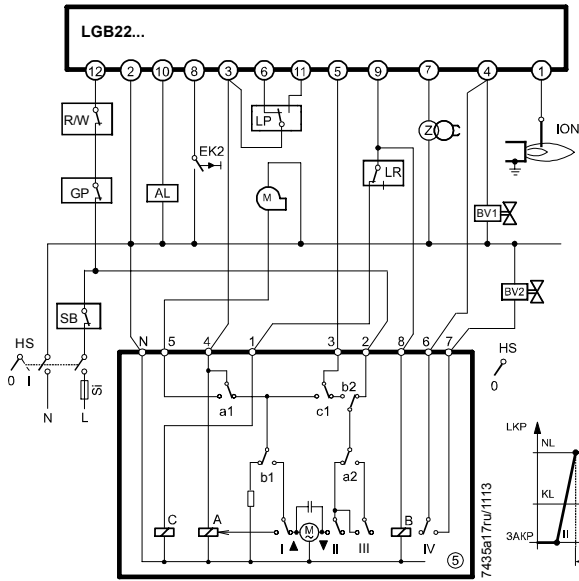 LGB22...
12 2 10 8 3 6 11 5 9 7 4 1
R/W LP Z ION
EK2
GP AL M LR
BV1
BV2
SB
HS N 5 4 1 3 2 8 6 7 HS
0 I 0
Si a1 c1 b2
N L LKP
NL
b1 a2
KL
C A I M II III B IV ЗАКР II
5
7435a17ru/1113